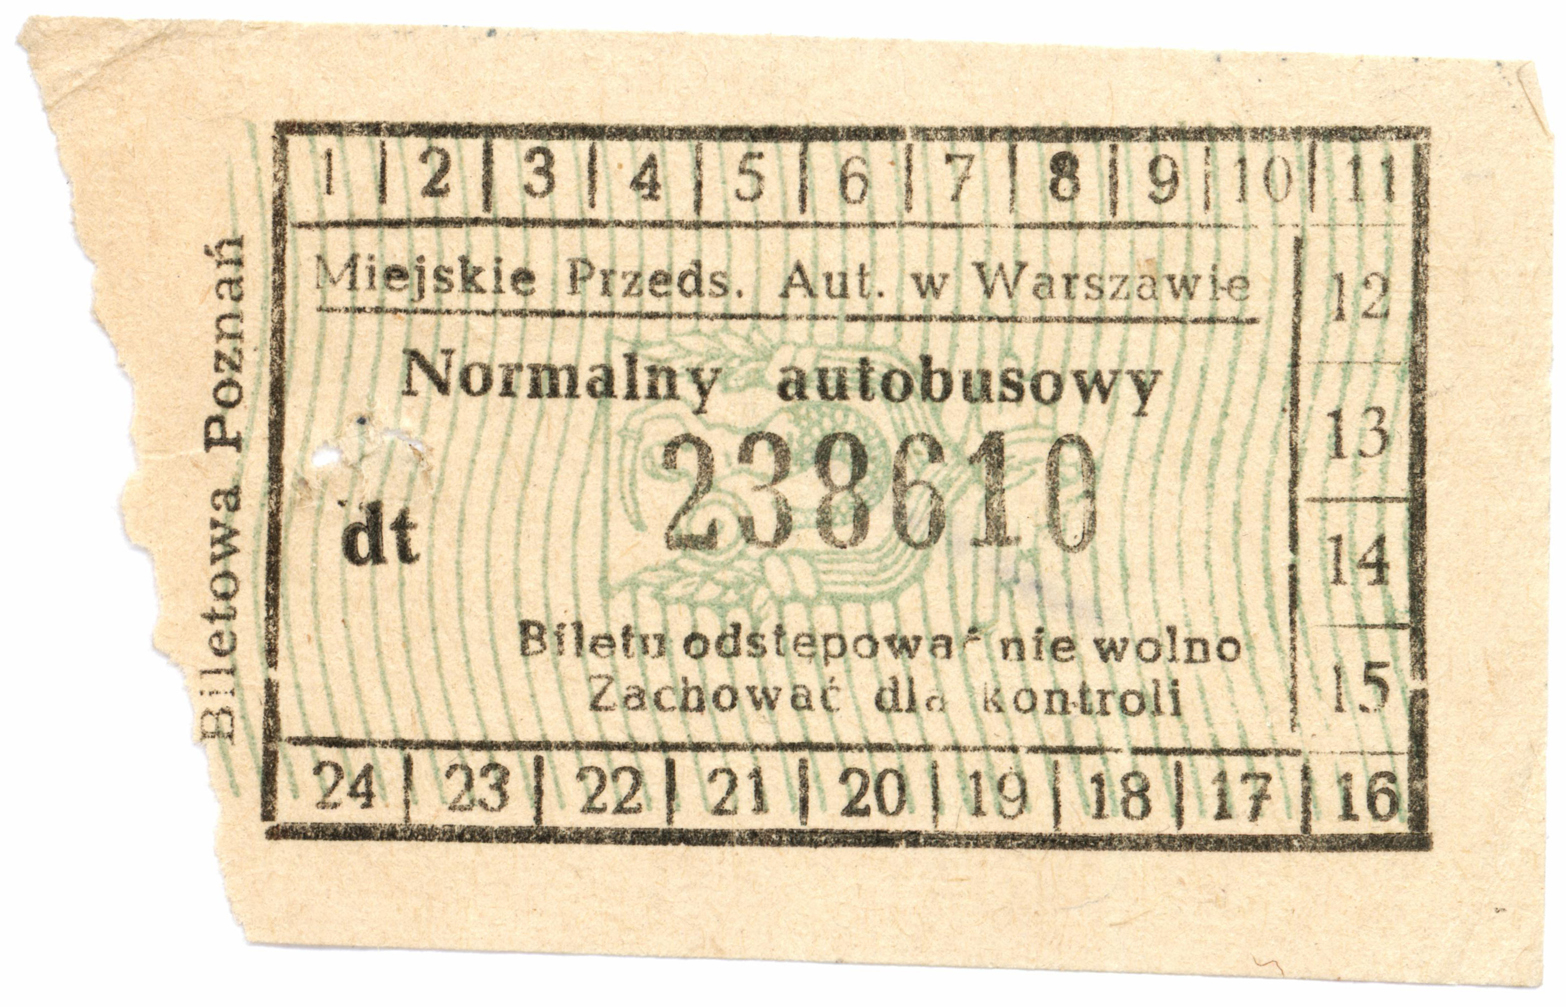 1 2 3 4 5 6 7 8 9 10 11
Miejskie Przeds. Aut. w Warszawie
12
Normalny autobusowy
13
238610
dt
14
Biletu odstępować nie wolno
Zachować dla kontroli
15
24 23 22 21 20 19 18 17 16
Biletowa Poznań